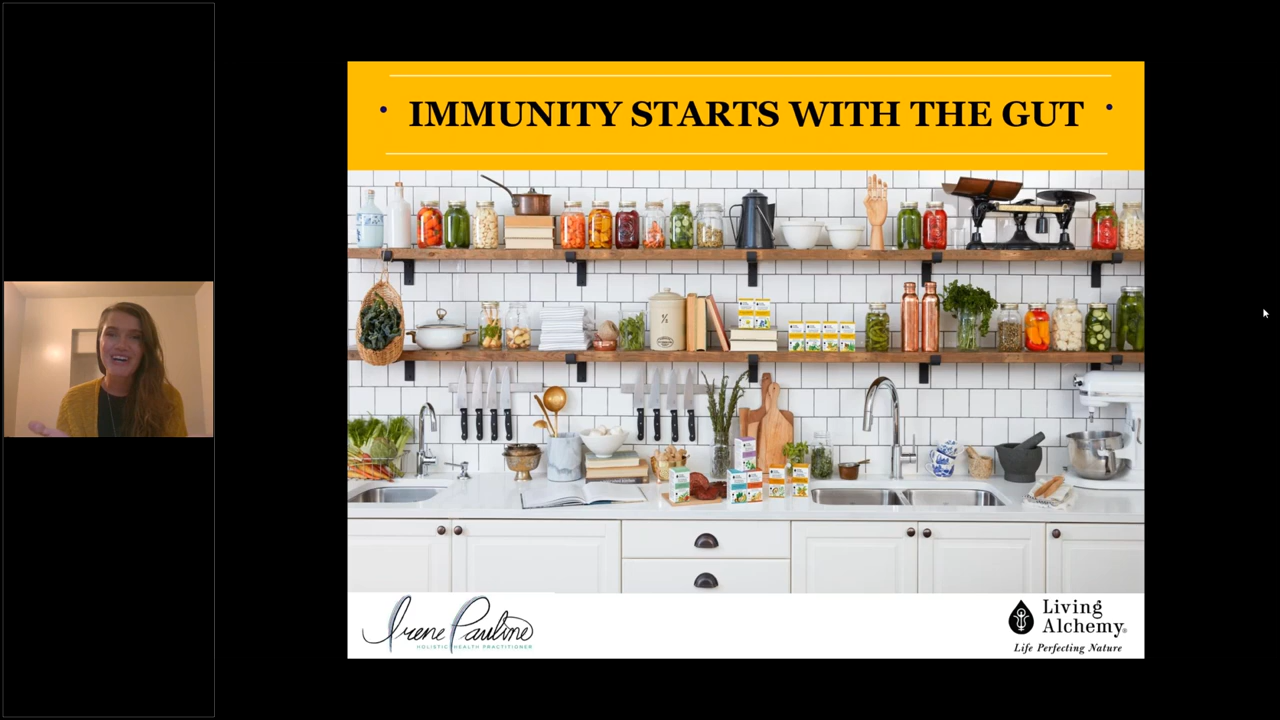 • IMMUNITY STARTS WITH THE GUT •
Irene Pauline
HOLISTIC HEALTH PRACTITIONER
Living
Alchemy®
Life Perfecting Nature